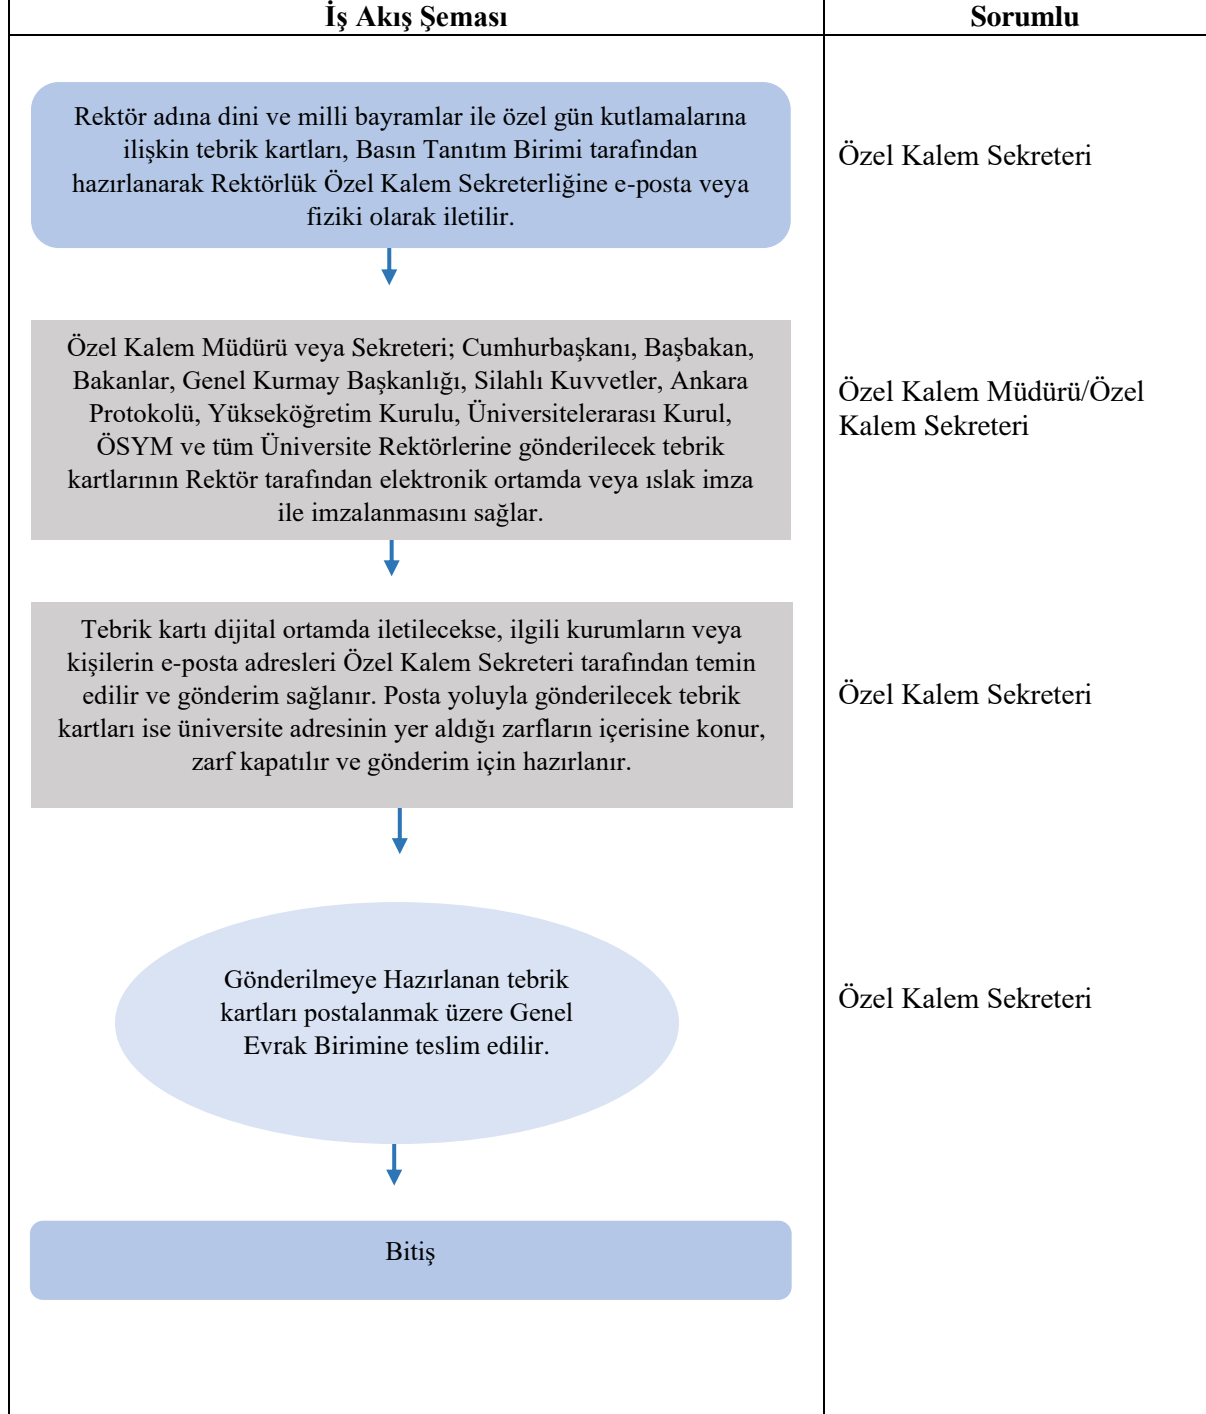 İş Akış Şeması
Sorumlu
Rektör adına dini ve milli bayramlar ile özel gün kutlamalarına
ilişkin tebrik kartları, Basın Tanıtım Birimi tarafından
hazırlanarak Rektörlük Özel Kalem Sekreterliğine e-posta veya
fiziki olarak iletilir.
Özel Kalem Sekreteri
Özel Kalem Müdürü veya Sekreteri; Cumhurbaşkanı, Başbakan,
Bakanlar, Genel Kurmay Başkanlığı, Silahlı Kuvvetler, Ankara
Protokolü, Yükseköğretim Kurulu, Üniversitelerarası Kurul,
ÖSYM ve tüm Üniversite Rektörlerine gönderilecek tebrik
kartlarının Rektör tarafından elektronik ortamda veya ıslak imza
ile imzalanmasını sağlar.
Özel Kalem Müdürü/Özel
Kalem Sekreteri
Tebrik kartı dijital ortamda iletilecekse, ilgili kurumların veya
kişilerin e-posta adresleri Özel Kalem Sekreteri tarafından temin
edilir ve gönderim sağlanır. Posta yoluyla gönderilecek tebrik
kartları ise üniversite adresinin yer aldığı zarfların içerisine konur,
zarf kapatılır ve gönderim için hazırlanır.
Özel Kalem Sekreteri
Gönderilmeye Hazırlanan tebrik
kartları postalanmak üzere Genel
Evrak Birimine teslim edilir.
Özel Kalem Sekreteri
Bitiş